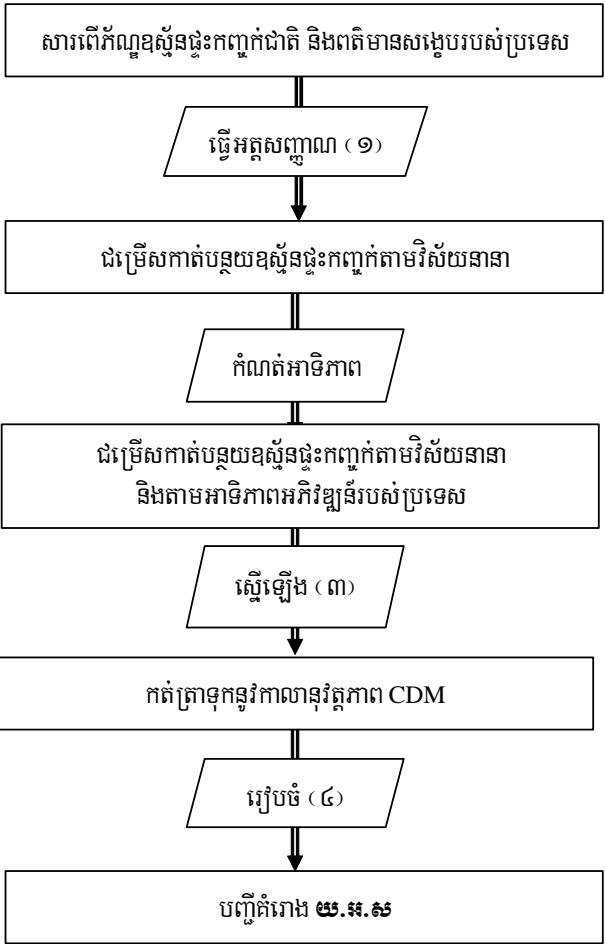 សារពើភ័ណ្ឌឧស្ម័នផ្ទះកញ្ចក់ជាតិ និងពត៌មានសង្ខេបរបស់ប្រទេស
ធ្វើអត្តសញ្ញាណ (១)
ជម្រើសកាត់បន្ថយឧស្ម័នផ្ទះកញ្ចក់តាមវិស័យនានា
កំណត់អាទិភាព
ជម្រើសកាត់បន្ថយឧស្ម័នផ្ទះកញ្ចក់តាមវិស័យនានា
និងតាមអាទិភាពអភិវឌ្ឍន៍របស់ប្រទេស
ស្នើឡើង (៣)
កត់ត្រាទុកនូវកាលានុវត្តភាព CDM
រៀបចំ (៤)
បញ្ជីគំរោង យ.អ.ស